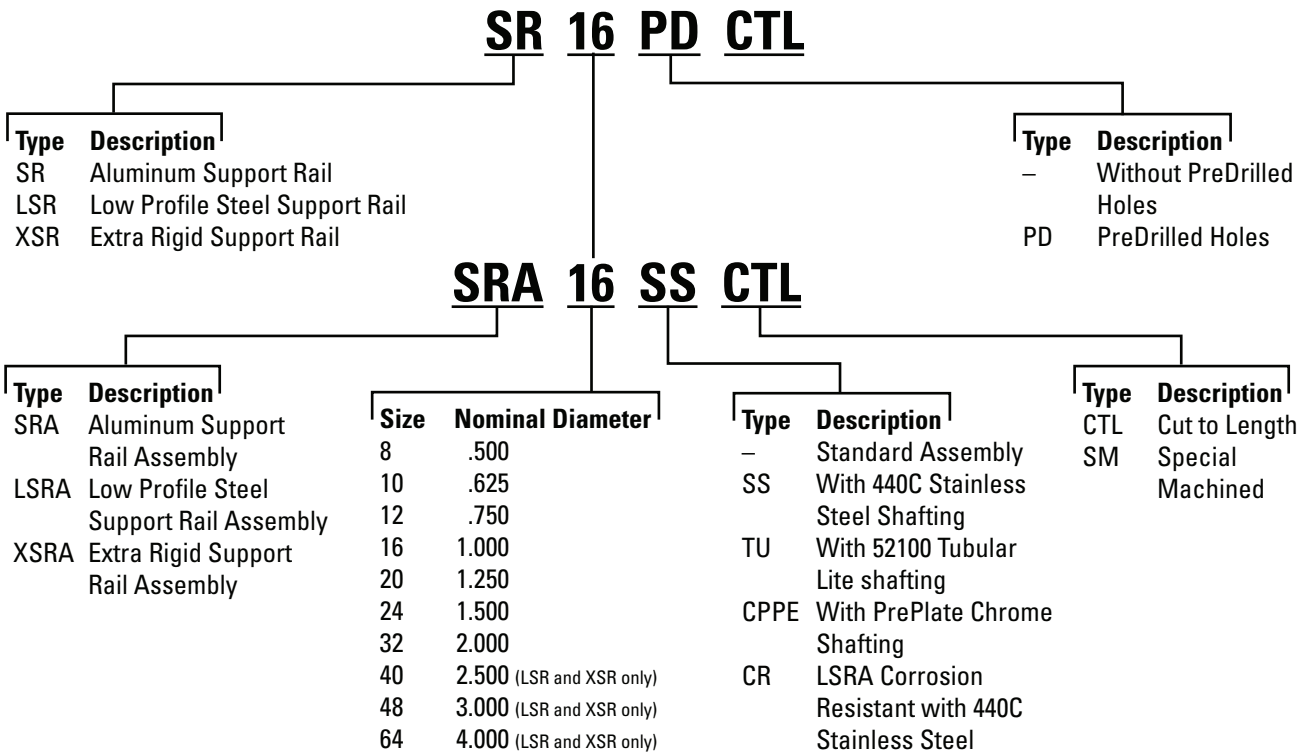 SR 16 PD CTL
Type Description
SR Aluminum Support Rail
LSR Low Profile Steel Support Rail
XSR Extra Rigid Support Rail
Type Description
– Without PreDrilled
Holes
PD PreDrilled Holes
SRA 16 SS CTL
Type Description
SRA Aluminum Support
Rail Assembly
LSRA Low Profile Steel
Support Rail Assembly
XSRA Extra Rigid Support
Rail Assembly
Size Nominal Diameter
8 .500
10 .625
12 .750
16 1.000
20 1.250
24 1.500
32 2.000
40 2.500 (LSR and XSR only)
48 3.000 (LSR and XSR only)
64 4.000 (LSR and XSR only)
Type Description
– Standard Assembly
SS With 440C Stainless
Steel Shafting
TU With 52100 Tubular
Lite shafting
CPPE With PrePlate Chrome
Shafting
CR LSRA Corrosion
Resistant with 440C
Stainless Steel
Type Description
CTL Cut to Length
SM Special
Machined